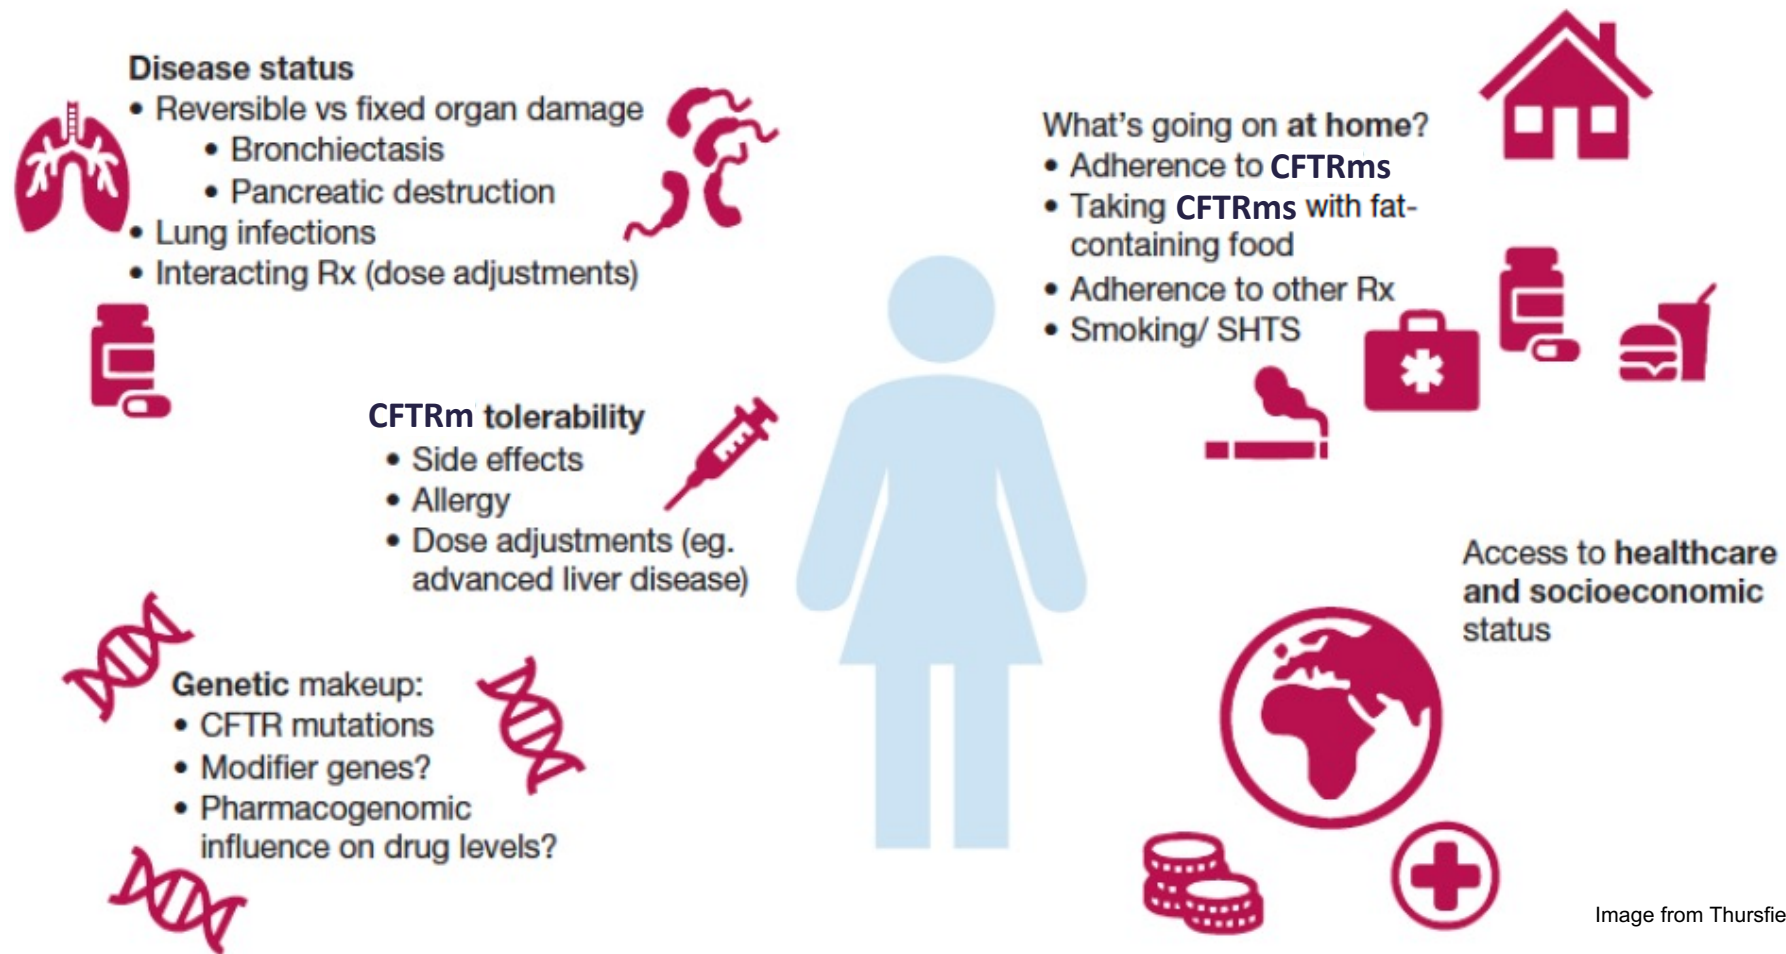 Disease status
• Reversible vs fixed organ damage
• Bronchiectasis
• Pancreatic destruction
• Lung infections
• Interacting Rx (dose adjustments)
CFTRm tolerability
• Side effects
• Allergy
• Dose adjustments (eg.
advanced liver disease)
Genetic makeup:
• CFTR mutations
• Modifier genes?
• Pharmacogenomic
influence on drug levels?
What's going on at home?
• Adherence to CFTRms
• Taking CFTRms with fat-
containing food
• Adherence to other Rx
• Smoking/ SHTS
Access to healthcare
and socioeconomic
status
Image from Thursfie